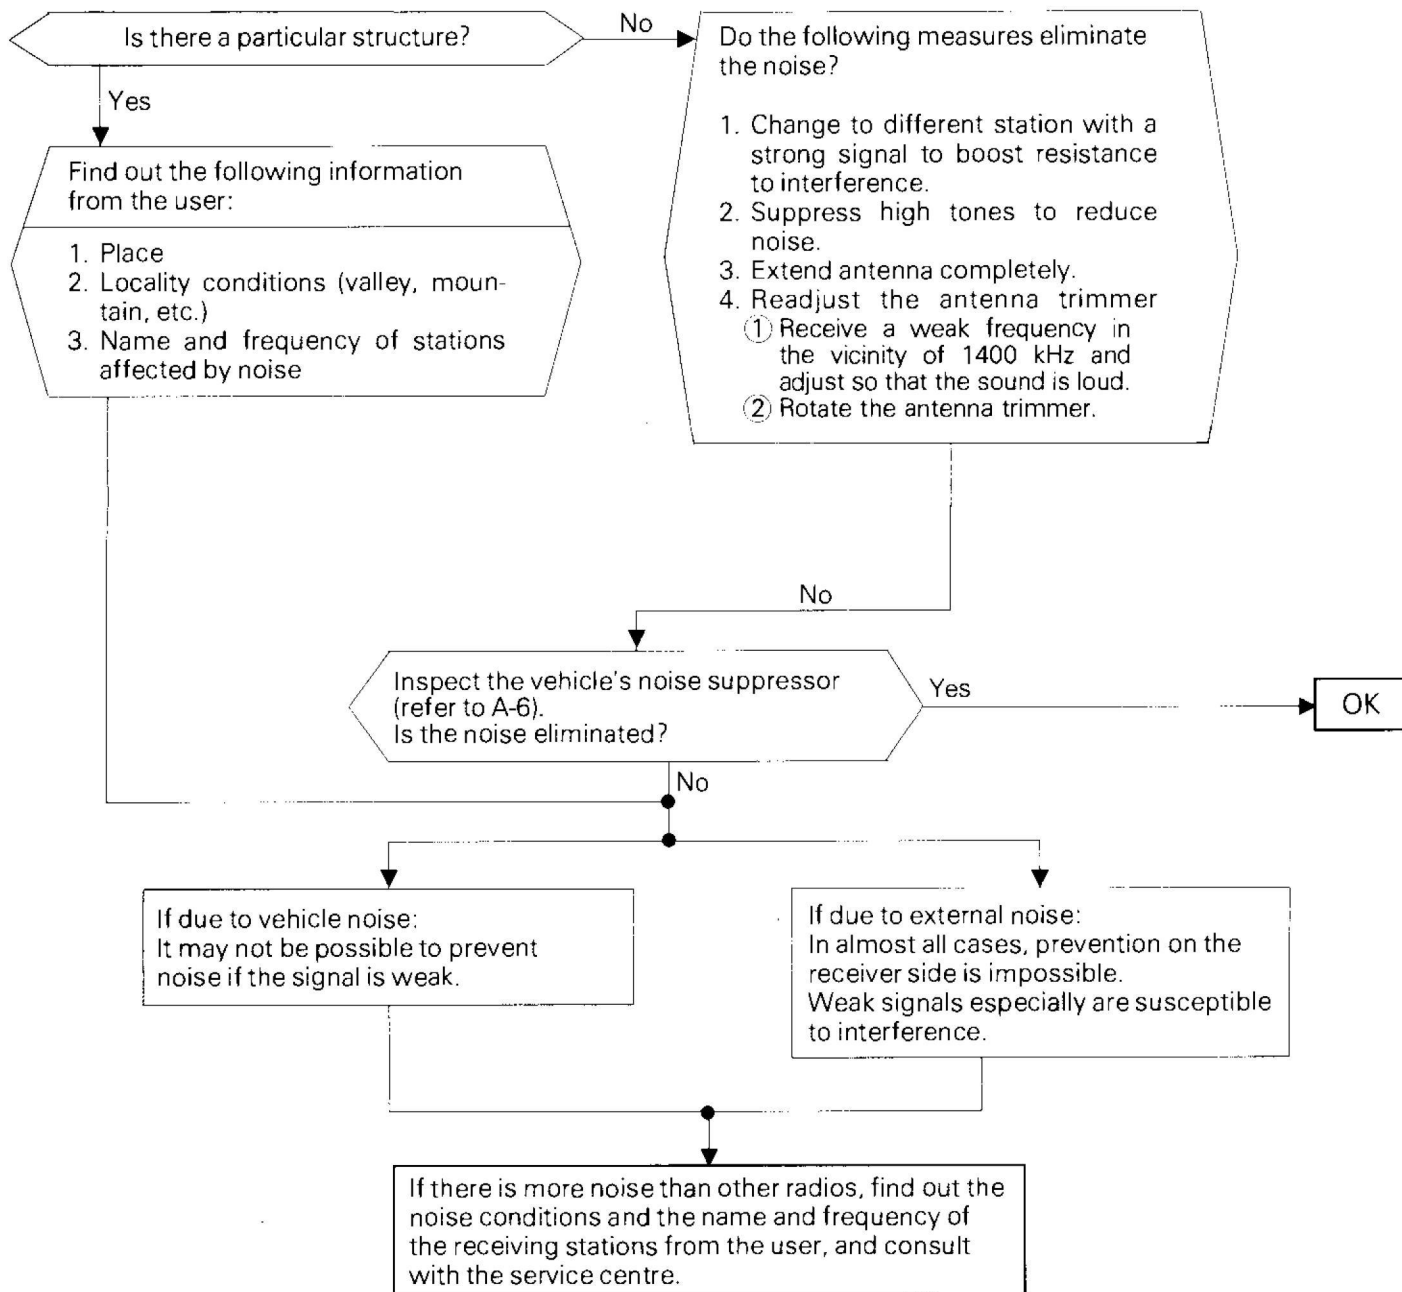 Is there a particular structure?
No
Yes
Do the following measures eliminate
the noise?
1. Change to different station with a
strong signal to boost resistance
to interference.
2. Suppress high tones to reduce
noise.
3. Extend antenna completely.
4. Readjust the antenna trimmer
① Receive a weak frequency in
the vicinity of 1400 kHz and
adjust so that the sound is loud.
② Rotate the antenna trimmer.
Find out the following information
from the user:
1. Place
2. Locality conditions (valley, moun-
tain, etc.)
3. Name and frequency of stations
affected by noise
No
Inspect the vehicle's noise suppressor
(refer to A-6).
Is the noise eliminated?
Yes
OK
No
If due to vehicle noise:
It may not be possible to prevent
noise if the signal is weak.
If due to external noise:
In almost all cases, prevention on the
receiver side is impossible.
Weak signals especially are susceptible
to interference.
If there is more noise than other radios, find out the
noise conditions and the name and frequency of
the receiving stations from the user, and consult
with the service centre.